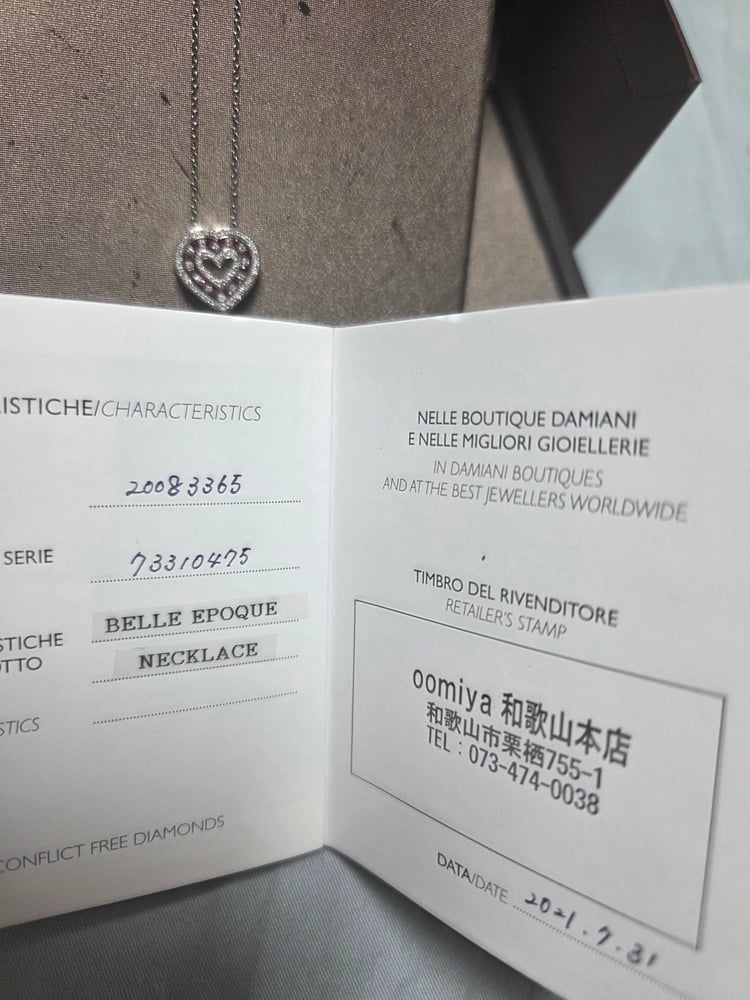 ISTICHE/CHARACTERISTICS
20083365
SERIE
73310475
STICHE
OTTO
BELLE EPOQUE
NECKLACE
STICS
CONFLICT FREE DIAMONDS
NELLE BOUTIQUE DAMIANI
E NELLE MIGLIORI GIOIELLERIE
IN DAMIANI BOUTIQUES
AND AT THE BEST JEWELLERS WORLDWIDE
TIMBRO DEL RIVENDITORE
RETAILER'S STAMP
oomiya 和歌山本店
和歌山市栗栖755-1
TEL：073-474-0038
DATA/DATE 2021.7.31